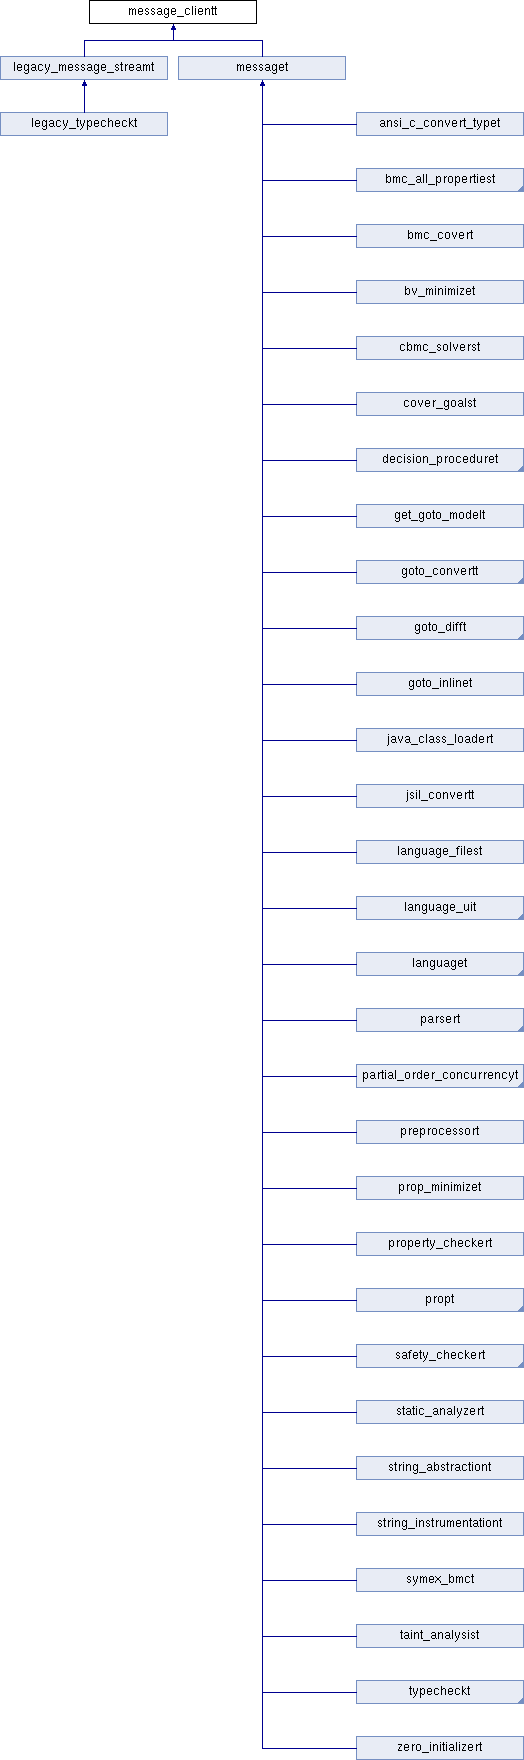 message_clientt
legacy_message_streamt
messaget
legacy_typecheckt
ansi_c_convert_typet
bmc_all_propertiest
bmc_covert
bv_minimizet
cbmc_solverst
cover_goalst
decision_proceduret
get_goto_modelt
goto_convertt
goto_difft
goto_inlinet
java_class_loadert
jsil_convertt
language_filest
language_uit
languaget
parsert
partial_order_concurrencyt
preprocessort
prop_minimizet
property_checkert
propt
safety_checkert
static_analyzert
string_abstractiont
string_instrumentationt
symex_bmct
taint_analysist
typecheckt
zero_initializert